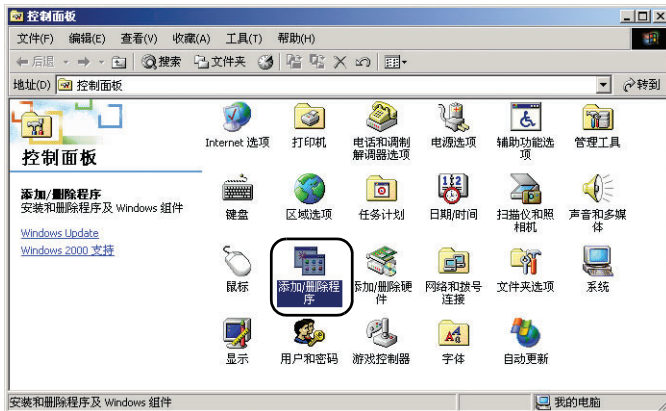 控制面板
文件(F) 编辑(E) 查看(V) 收藏(A) 工具(T) 帮助(H)
后退 搜索 文件夹
地址(D) 控制面板 转到
控制面板
添加/删除程序
安装和删除程序及 Windows 组件
Windows Update
Windows 2000 支持
Internet 选项 打印机 电话和调制解调器选项 电源选项 辅助功能选项 管理工具
键盘 区域选项 任务计划 日期/时间 扫描仪和照相机 声音和多媒体
鼠标 添加/删除程序 添加/删除硬件 网络和拨号连接 文件夹选项 系统
显示 用户和密码 游戏控制器 字体 自动更新
安装和删除程序及 Windows 组件 我的电脑